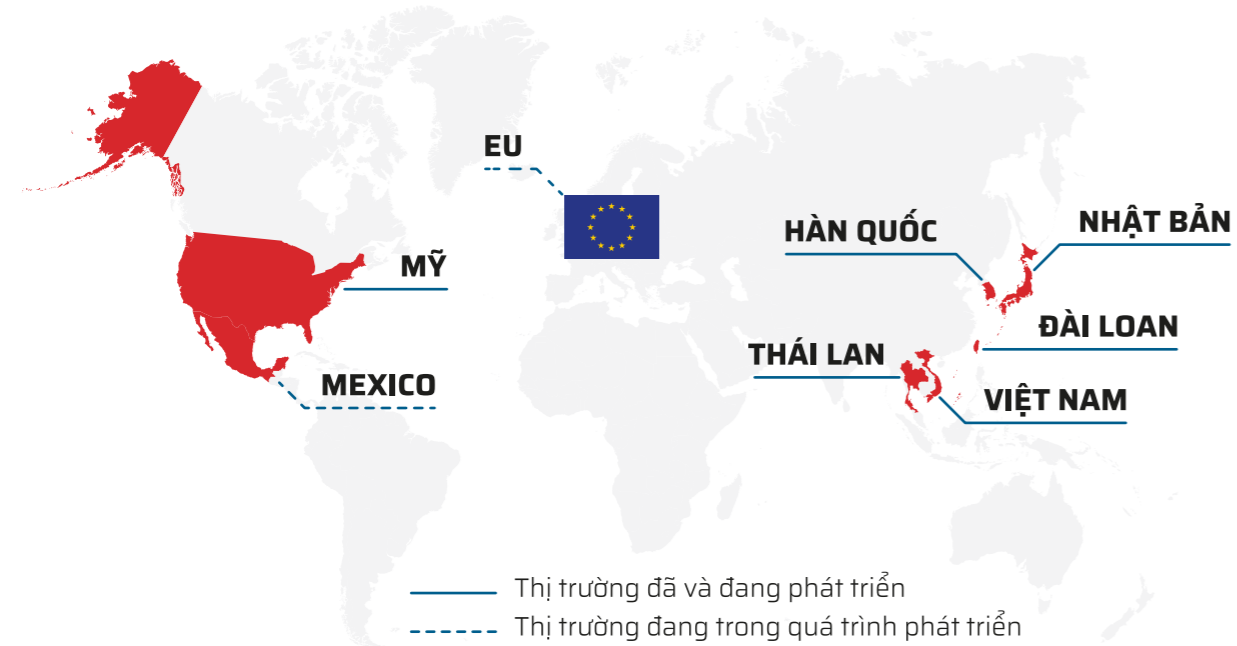 EU
HÀN QUỐC
NHẬT BẢN
MỸ
ĐÀI LOAN
THÁI LAN
MEXICO
VIỆT NAM
Thị trường đã và đang phát triển
Thị trường đang trong quá trình phát triển